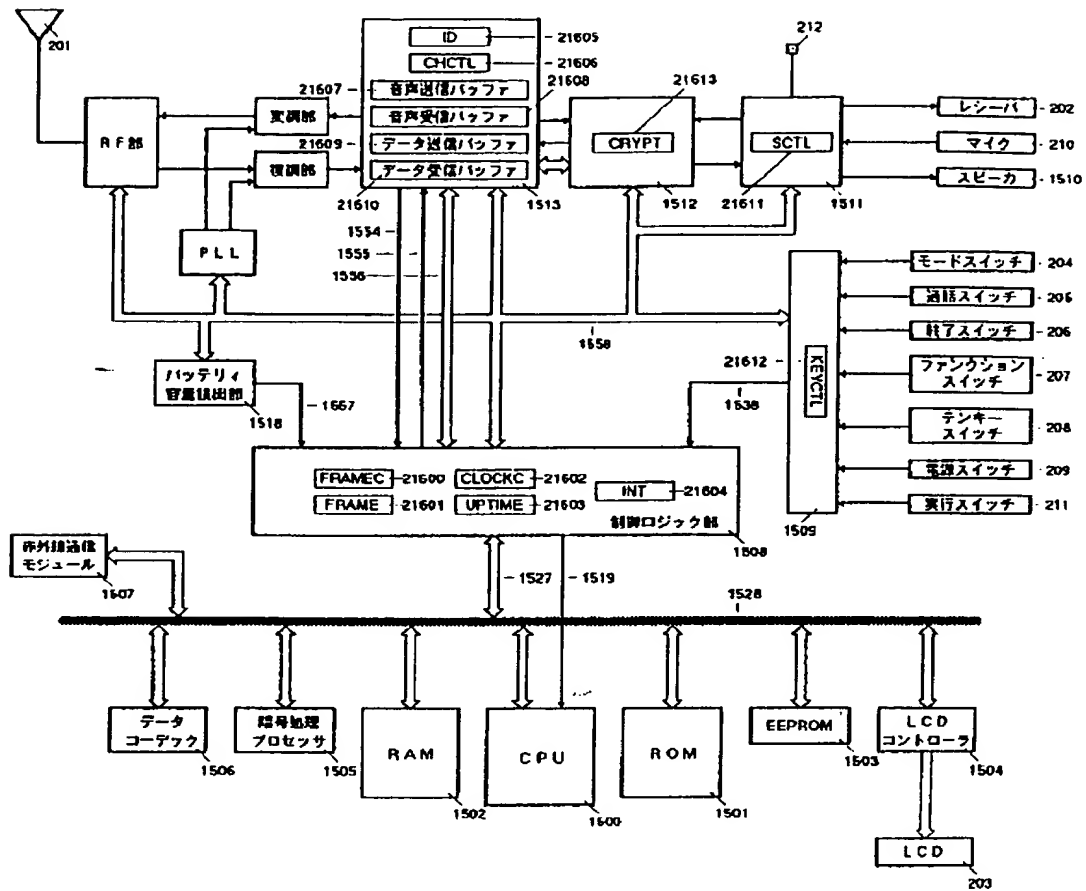 201
ID
21605
CHCTL
21606
21607
音声送信バッファ
21608
音声受信バッファ
21609
データ送信バッファ
21610
データ受信バッファ
1513
RF部
変調部
復調部
PLL
21613
CRYPT
1512
212
SCTL
21611
1511
レシーバ
202
マイク
210
スピーカ
1510
1554
1555
1556
1558
バッテリィ
容量検出部
1518
1557
1538
21612
KEYCTL
1509
モードスイッチ
204
通話スイッチ
205
終了スイッチ
206
ファンクション
スイッチ
207
テンキー
スイッチ
208
電源スイッチ
209
実行スイッチ
211
FRAMEC
21600
CLOCKC
21602
FRAME
21601
UPTIME
21603
INT
21604
制御ロジック部
1508
赤外線通信
モジュール
1507
1527
1519
1528
データ
コーデック
1506
暗号処理
プロセッサ
1505
RAM
1502
CPU
1500
ROM
1501
EEPROM
1503
LCD
コントローラ
1504
LCD
203